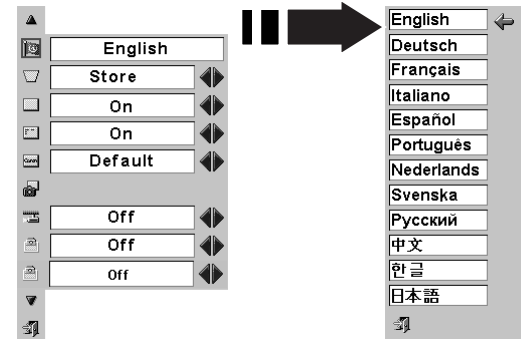 English
Store
On
On
Default
Off
Off
Off
English
Deutsch
Français
Italiano
Español
Português
Nederlands
Svenska
Русский
中文
한글
日本語